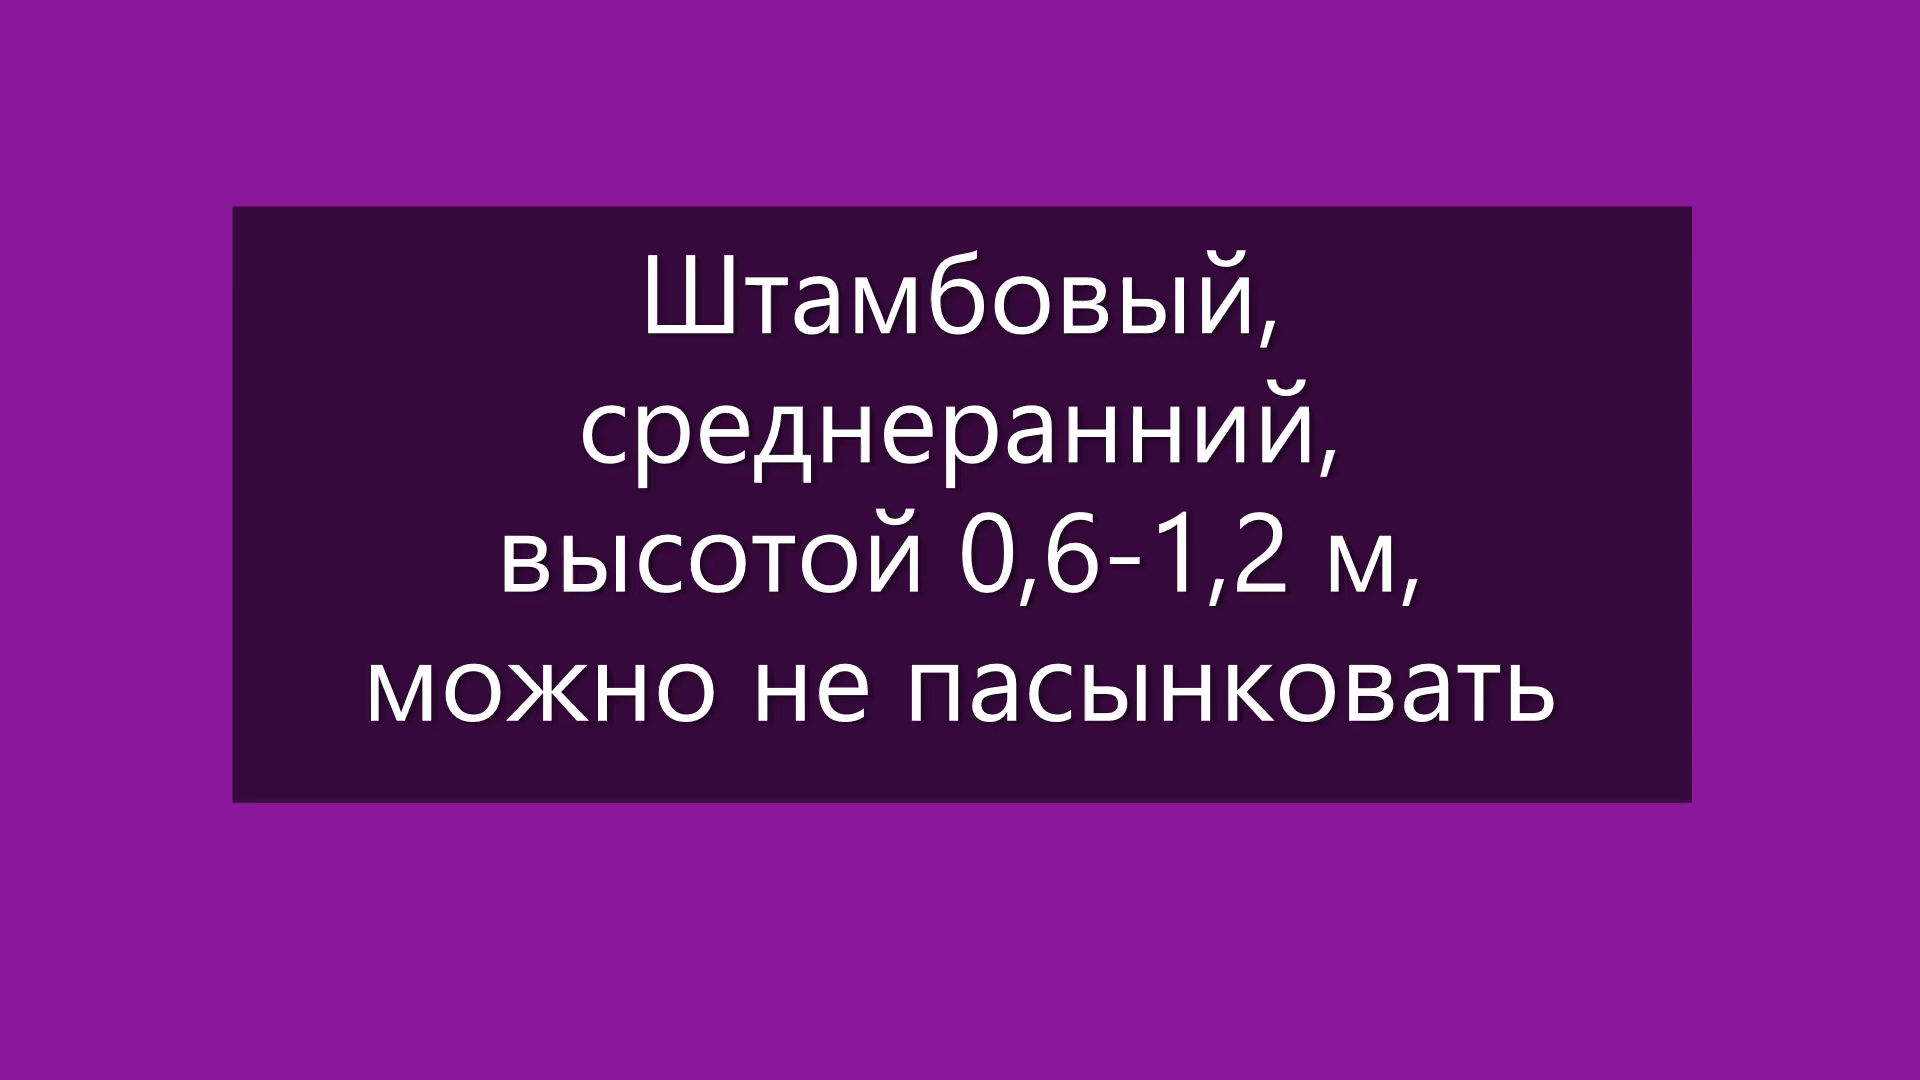 Штамбовый,
среднеранний,
высотой 0,6-1,2 м,
можно не пасынковать